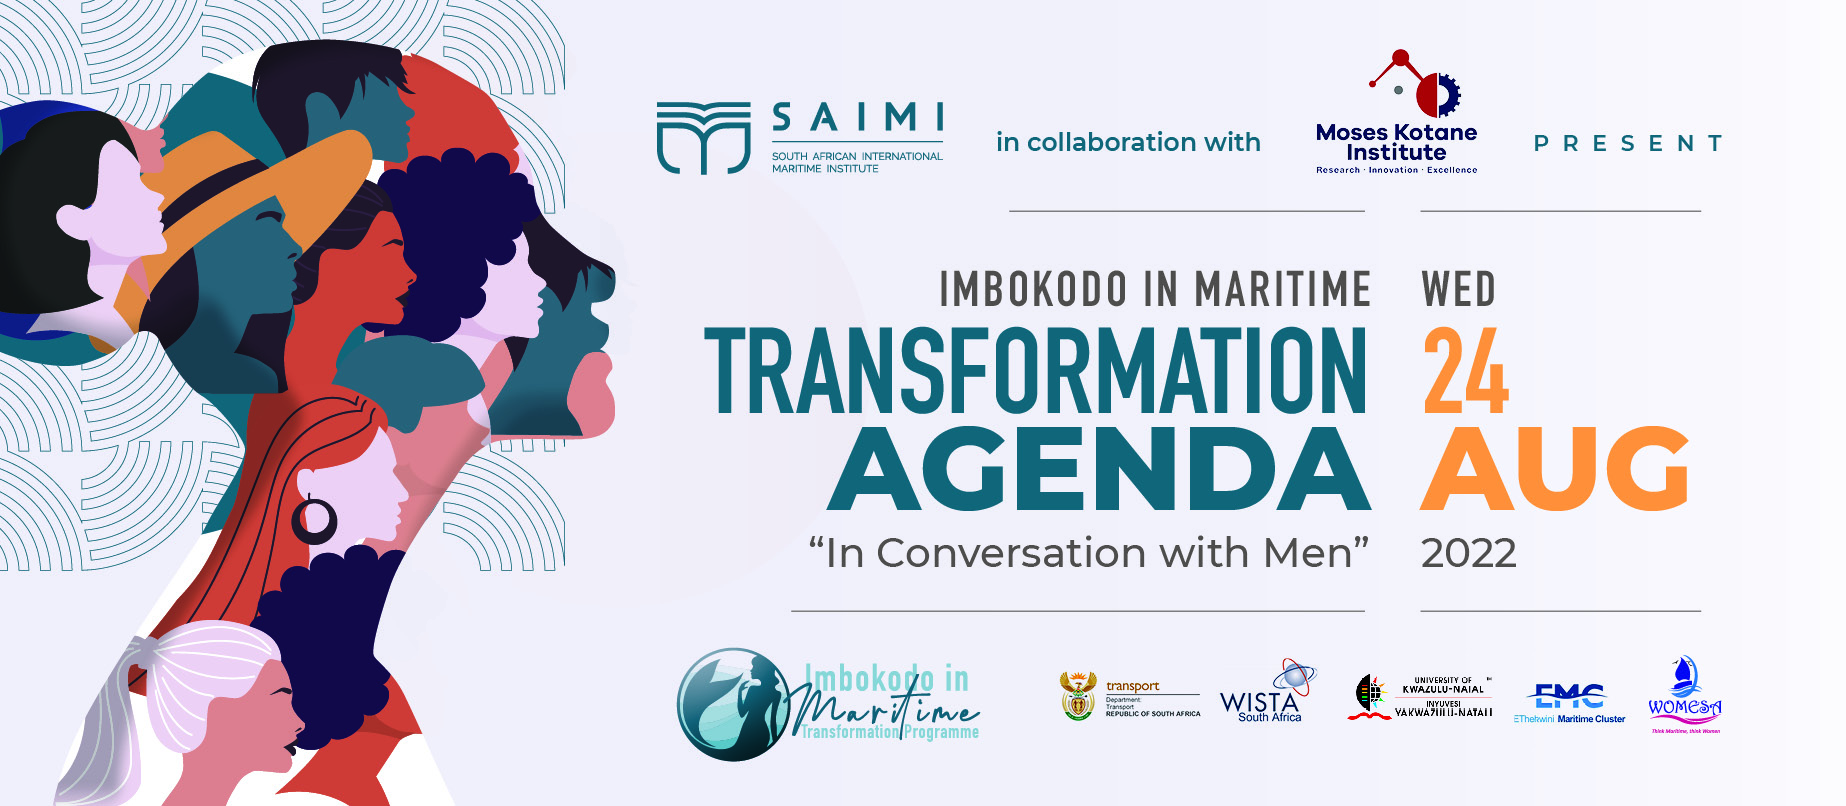 SAIMI
SOUTH AFRICAN INTERNATIONAL
MARITIME INSTITUTE
in collaboration with
Moses Kotane
Institute
Research · Innovation · Excellence
PRESENT
IMBOKODO IN MARITIME
TRANSFORMATION
AGENDA
“In Conversation with Men”
WED
24
AUG
2022
Imbokodo in
Maritime
Transformation Programme
transport
Department:
Transport
REPUBLIC OF SOUTH AFRICA
WISTA
South Africa
UNIVERSITY OF ™
KWAZULU-NATAL
INYUVESI
YAKWAZULU-NATALI
EMC
EThekwini Maritime Cluster
WOMESA
Think Maritime, think Women